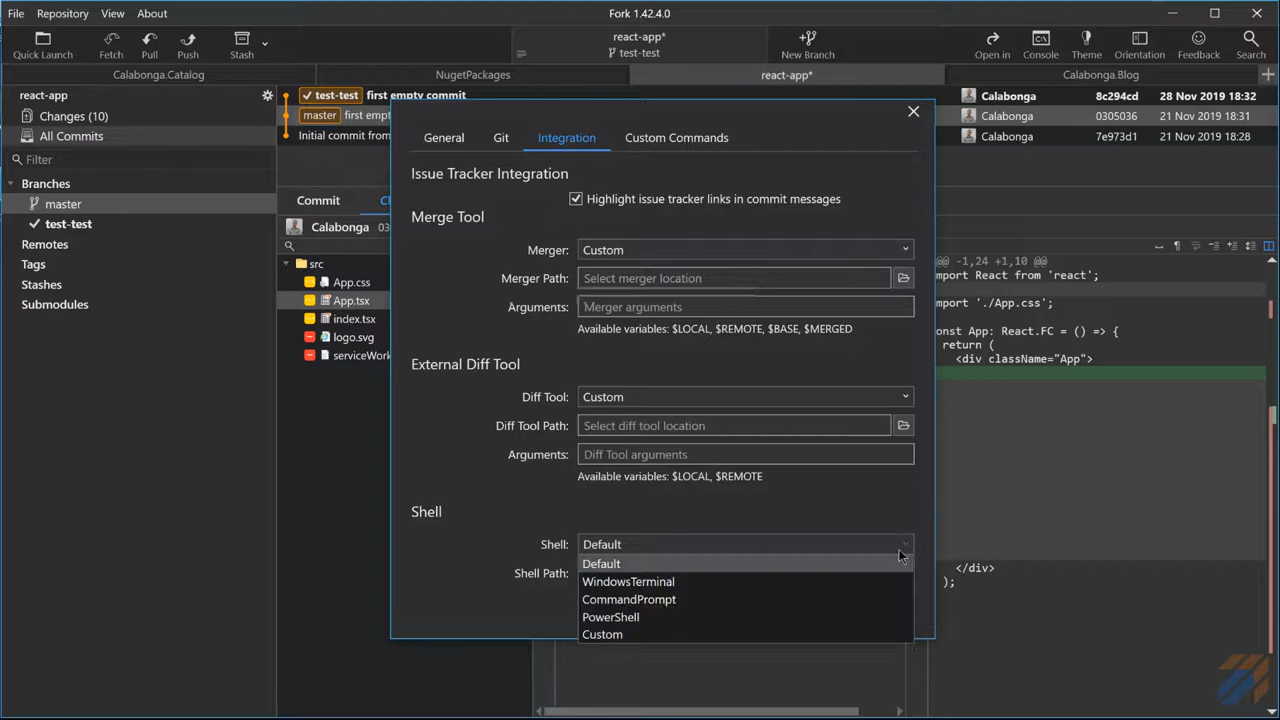 File Repository View About Fork 1.42.4.0
Quick Launch Fetch Pull Push Stash react-app* test-test New Branch Open in Console Theme Orientation Feedback Search
Calabonga.Catalog NugetPackages react-app* Calabonga.Blog
react-app
Changes (10)
All Commits
Filter
Branches
master
test-test
Remotes
Tags
Stashes
Submodules
test-test first empty commit Calabonga 8c294cd 28 Nov 2019 18:32
master first empt Calabonga 0305036 21 Nov 2019 18:31
Initial commit from Calabonga 7e973d1 21 Nov 2019 18:28
Commit
Calabonga 03
src
App.css
App.tsx
index.tsx
logo.svg
serviceWork
General Git Integration Custom Commands
Issue Tracker Integration
Highlight issue tracker links in commit messages
Merge Tool
Merger: Custom
Merger Path: Select merger location
Arguments: Merger arguments
Available variables: $LOCAL, $REMOTE, $BASE, $MERGED
External Diff Tool
Diff Tool: Custom
Diff Tool Path: Select diff tool location
Arguments: Diff Tool arguments
Available variables: $LOCAL, $REMOTE
Shell
Shell: Default
Shell Path:
Default
WindowsTerminal
CommandPrompt
PowerShell
Custom
@@ -1,24 +1,10 @@
mport React from 'react';
mport './App.css';
onst App: React.FC = () => {
return (
<div className="App">
</div>
);